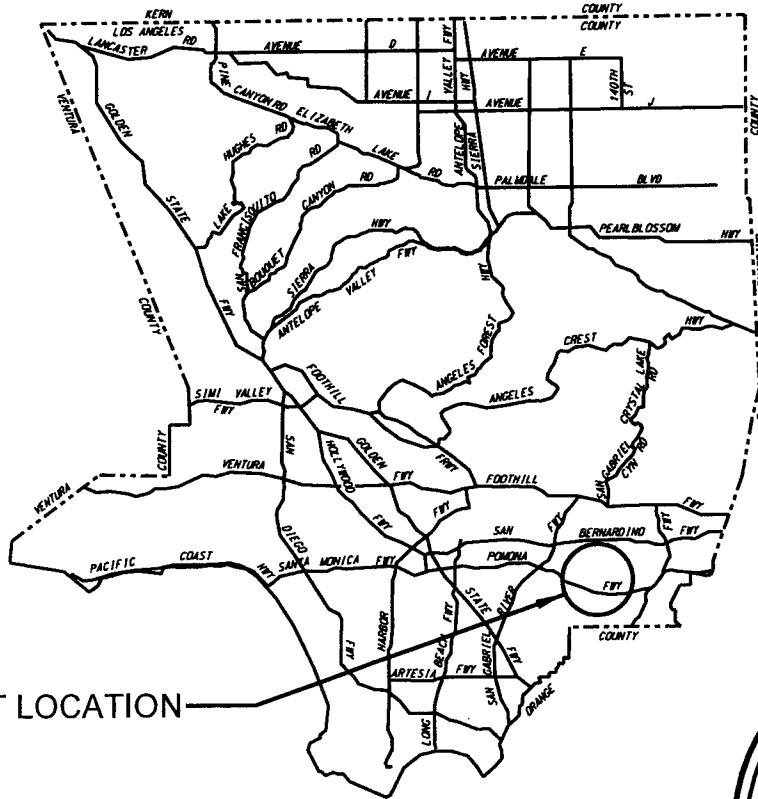 KERN COUNTY
LOS ANGELES COUNTY
LANCASTER RD
AVENUE D
AVENUE E
140TH ST
PINE CANYON RD
AVENUE I
AVENUE J
VALLEY FWY
ANTELOPE
SIERRA HWY
VENTURA
COUNTY
GOLDEN STATE FWY
ELIZABETH LAKE RD
LAKE HUGHES RD
SAN FRANCISQUITO RD
BOUQUET CANYON RD
PALMDALE BLVD
PEARLBLOSSOM HWY
COUNTY
SIERRA HWY
ANTELOPE VALLEY FWY
ANGELES FOREST HWY
ANGELES CREST HWY
CRYSTAL LAKE RD
SAN GABRIEL CYN RD
SIMI VALLEY FWY
FOOTHILL FRWY
COUNTY
VENTURA
VENTURA FWY
SAN DIEGO FWY
HOLLYWOOD FWY
GOLDEN STATE FWY
FOOTHILL FWY
FWY
FWY
FWY
SAN BERNARDINO FWY
POMONA FWY
PACIFIC COAST HWY
SANTA MONICA FWY
HARBOR
LONG BEACH FWY
SAN GABRIEL RIVER FWY
ARTESIA FWY
ORANGE
COUNTY
T LOCATION